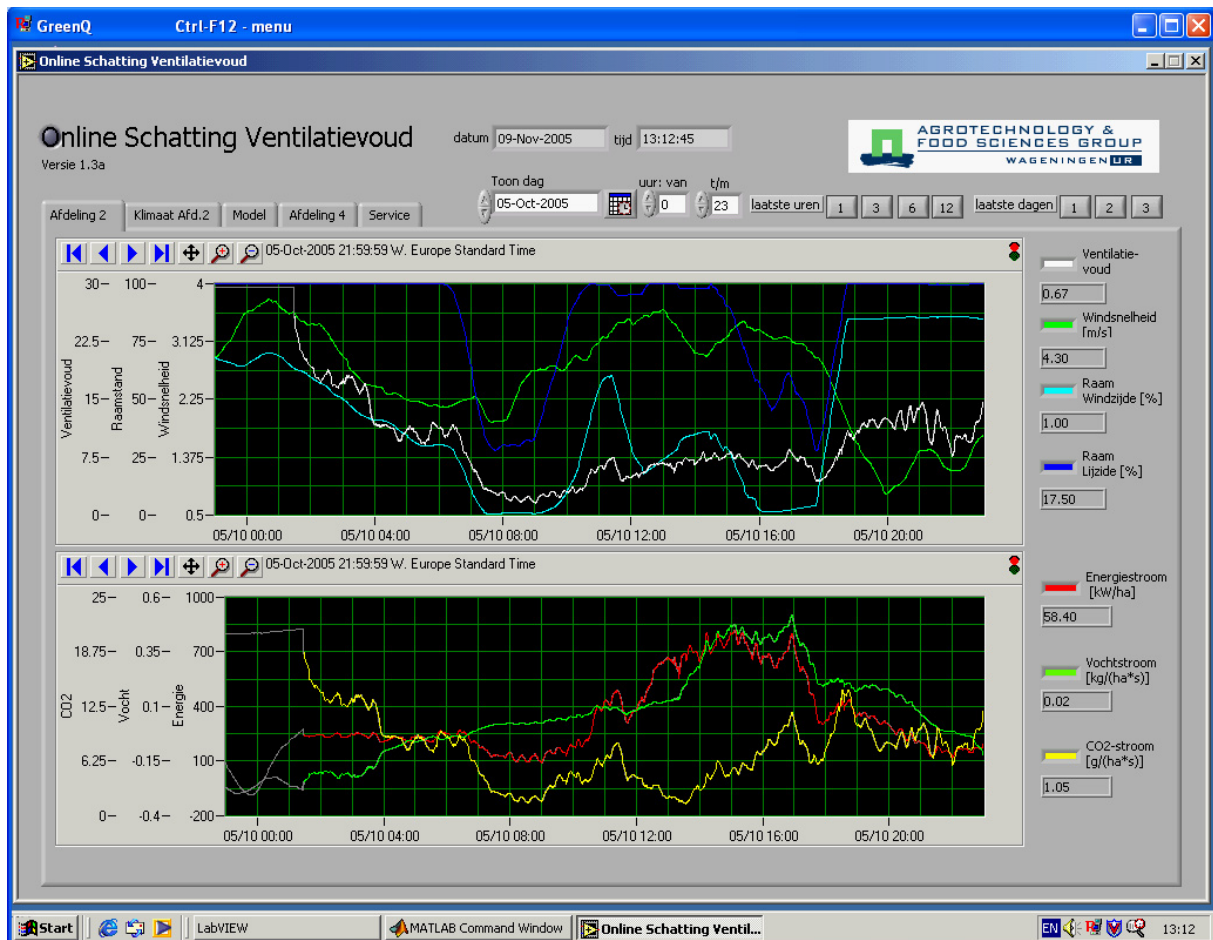 GreenQ Ctrl-F12 - menu
Online Schatting Ventilatievoud
Online Schatting Ventilatievoud
Versie 1.3a
datum 09-Nov-2005 tijd 13:12:45
AGROTECHNOLOGY &
FOOD SCIENCES GROUP
WAGENINGEN UR
Toon dag uur: van t/m
05-Oct-2005 0 23 laatste uren 1 3 6 12 laatste dagen 1 2 3
Afdeling 2 Klimaat Afd.2 Model Afdeling 4 Service
05-Oct-2005 21:59:59 W. Europe Standard Time
30 100 4
22.5 75 3.125
15 50 2.25
7.5 25 1.375
0 0 0.5
Ventilatievoud
Raamstand
Windsnelheid
05/10 00:00 05/10 04:00 05/10 08:00 05/10 12:00 05/10 16:00 05/10 20:00
Ventilatie-
voud
0.67
Windsnelheid
[m/s]
4.30
Raam
Windzijde [%]
1.00
Raam
Lijzide [%]
17.50
05-Oct-2005 21:59:59 W. Europe Standard Time
25 0.6 1000
18.75 0.35 700
12.5 0.1 400
6.25 -0.15 100
0 -0.4 -200
CO2
Vocht
Energie
05/10 00:00 05/10 04:00 05/10 08:00 05/10 12:00 05/10 16:00 05/10 20:00
Energiestroom
[kW/ha]
58.40
Vochtstroom
[kg/(ha*s)]
0.02
CO2-stroom
[g/(ha*s)]
1.05
Start LabVIEW MATLAB Command Window Online Schatting Ventil... EN 13:12